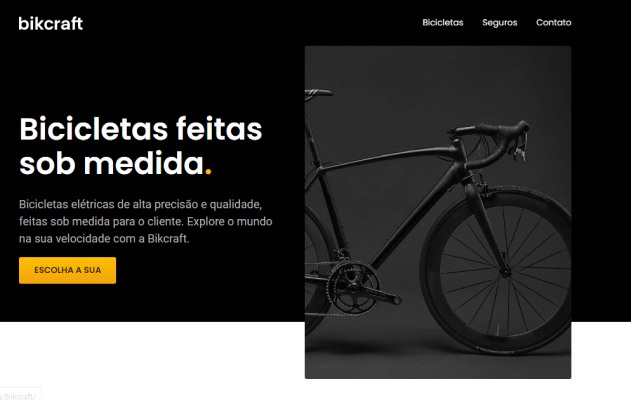 bikcraft
Bicicletas
Seguros
Contato
Bicicletas feitas
sob medida.
Bicicletas elétricas de alta precisão e qualidade,
feitas sob medida para o cliente. Explore o mundo
na sua velocidade com a Bikcraft.
ESCOLHA A SUA
s/bikcraft/